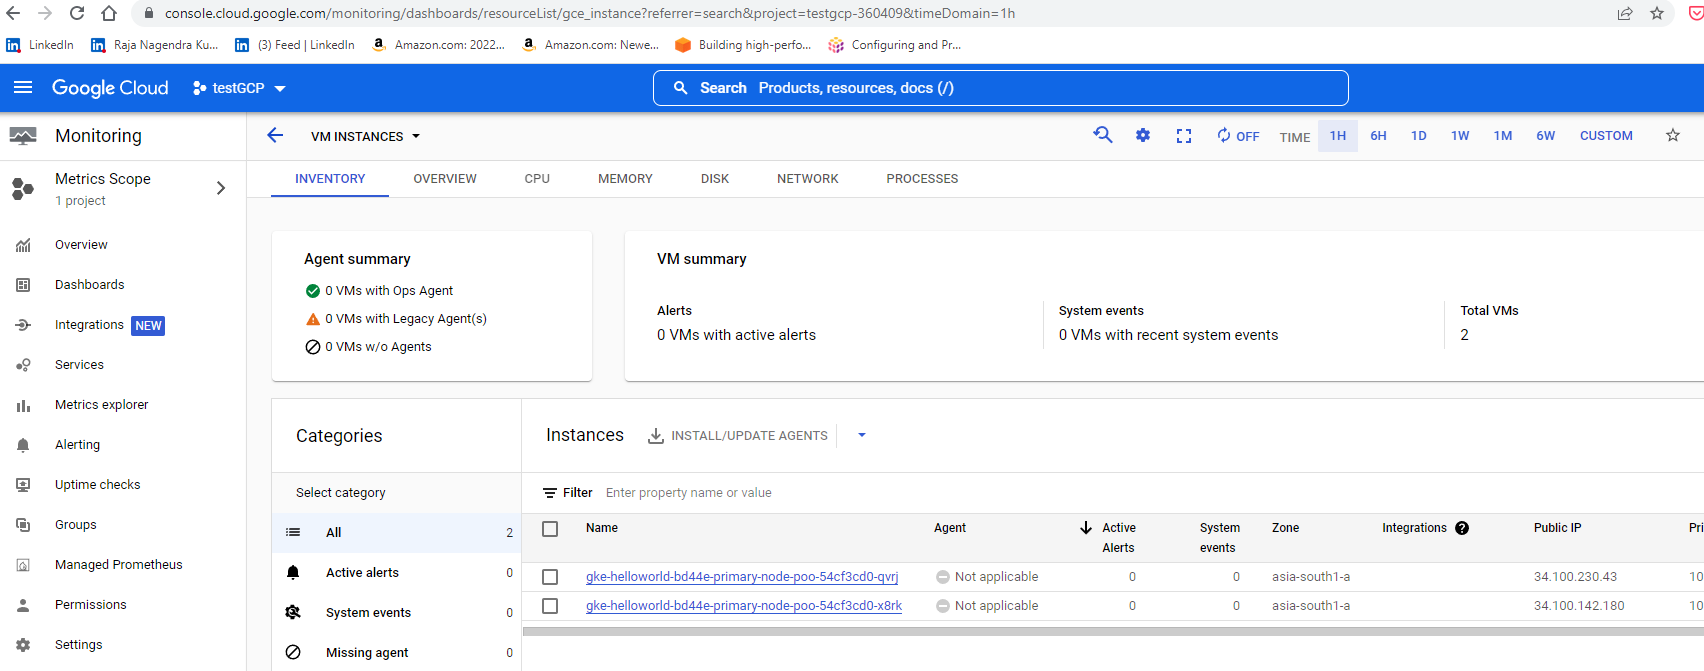 console.cloud.google.com/monitoring/dashboards/resourceList/gce_instance?referrer=search&project=testgcp-360409&timeDomain=1h
LinkedIn
Raja Nagendra Ku...
(3) Feed | LinkedIn
Amazon.com: 2022...
Amazon.com: Newe...
Building high-perfo...
Configuring and Pr...
Google Cloud
testGCP
Search Products, resources, docs (/)
Monitoring
Metrics Scope
1 project
Overview
Dashboards
Integrations NEW
Services
Metrics explorer
Alerting
Uptime checks
Groups
Managed Prometheus
Permissions
Settings
VM INSTANCES
OFF
TIME
1H
6H
1D
1W
1M
6W
CUSTOM
INVENTORY
OVERVIEW
CPU
MEMORY
DISK
NETWORK
PROCESSES
Agent summary
0 VMs with Ops Agent
0 VMs with Legacy Agent(s)
0 VMs w/o Agents
VM summary
Alerts
0 VMs with active alerts
System events
0 VMs with recent system events
Total VMs
2
Categories
Select category
All 2
Active alerts 0
System events 0
Missing agent 0
Instances
INSTALL/UPDATE AGENTS
Filter Enter property name or value
Name
Agent
Active
Alerts
System
events
Zone
Integrations
Public IP
Pri
gke-helloworld-bd44e-primary-node-poo-54cf3cd0-qvrj Not applicable 0 0 asia-south1-a 34.100.230.43 10
gke-helloworld-bd44e-primary-node-poo-54cf3cd0-x8rk Not applicable 0 0 asia-south1-a 34.100.142.180 10